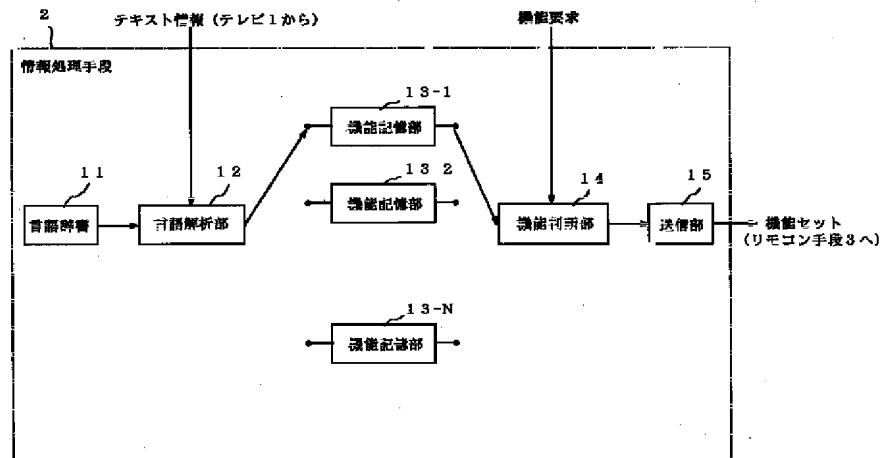 2
テキスト情報(テレビ1から)
機能要求
情報処理手段
13-1
機能記憶部
11
12
13 2
14
15
言語辞書
言語解析部
機能記憶部
機能判断部
送信部
機能セット
(リモコン手段3へ)
13-N
機能記憶部